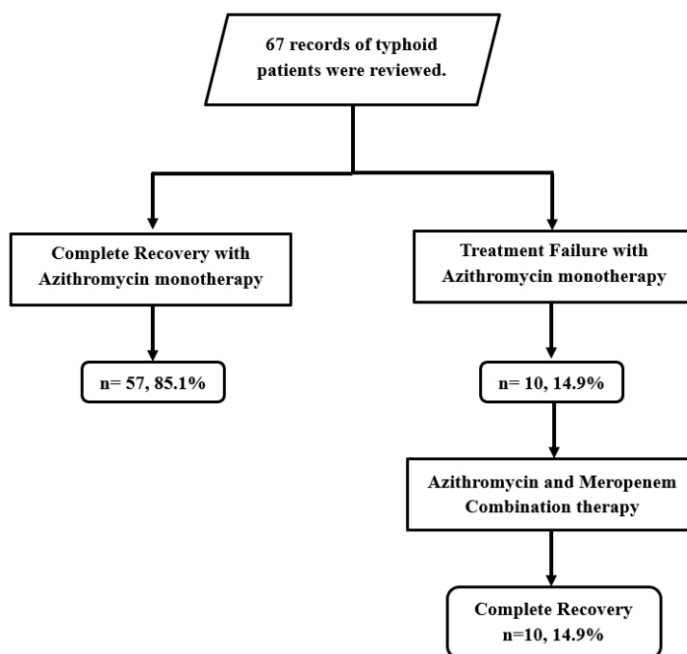 67 records of typhoid
patients were reviewed.
Complete Recovery with
Azithromycin monotherapy
Treatment Failure with
Azithromycin monotherapy
n= 57, 85.1%
n= 10, 14.9%
Azithromycin and Meropenem
Combination therapy
Complete Recovery
n=10, 14.9%